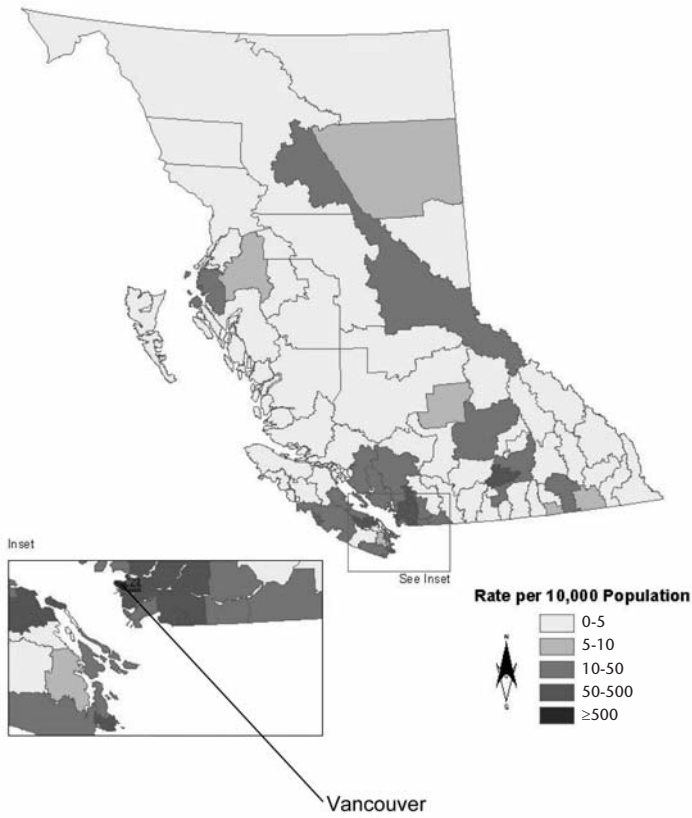 Inset
See Inset
Rate per 10,000 Population
0-5
5-10
10-50
50-500
≥500
N
S
Vancouver